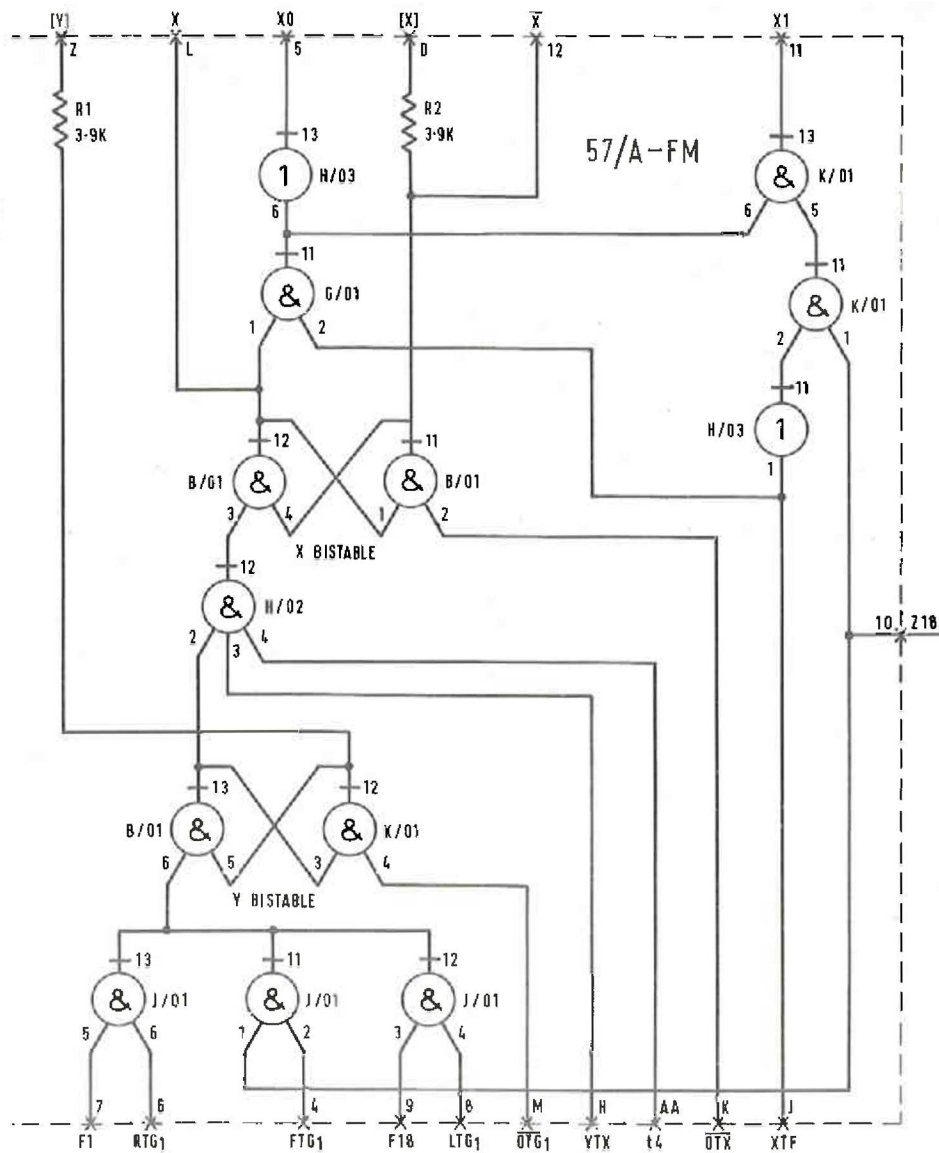 [Y] X X0 [X] X̅ X1
Z L 5 D 12 11
R1 3·9K
R2 3·9K
57/A-FM
13 1 H/03 6
13 & K/01 6 5
11 & G/01 1 2
11 & K/01 2 1
11 H/03 1 1
12 B/01 & 3 4
11 & B/01 1 2
X BISTABLE
12 & H/02 2 3 4
10 Z18
13 B/01 & 6 5
12 & K/01 3 4
Y BISTABLE
13 & J/01 5 6
11 & J/01 1 2
12 & J/01 3 4
7 6 4 9 8 M H AA K J
F1 RTG₁ FTG₁ F18 LTG₁ O̅Y̅G̅₁ YTX t4 O̅T̅X̅ XTF